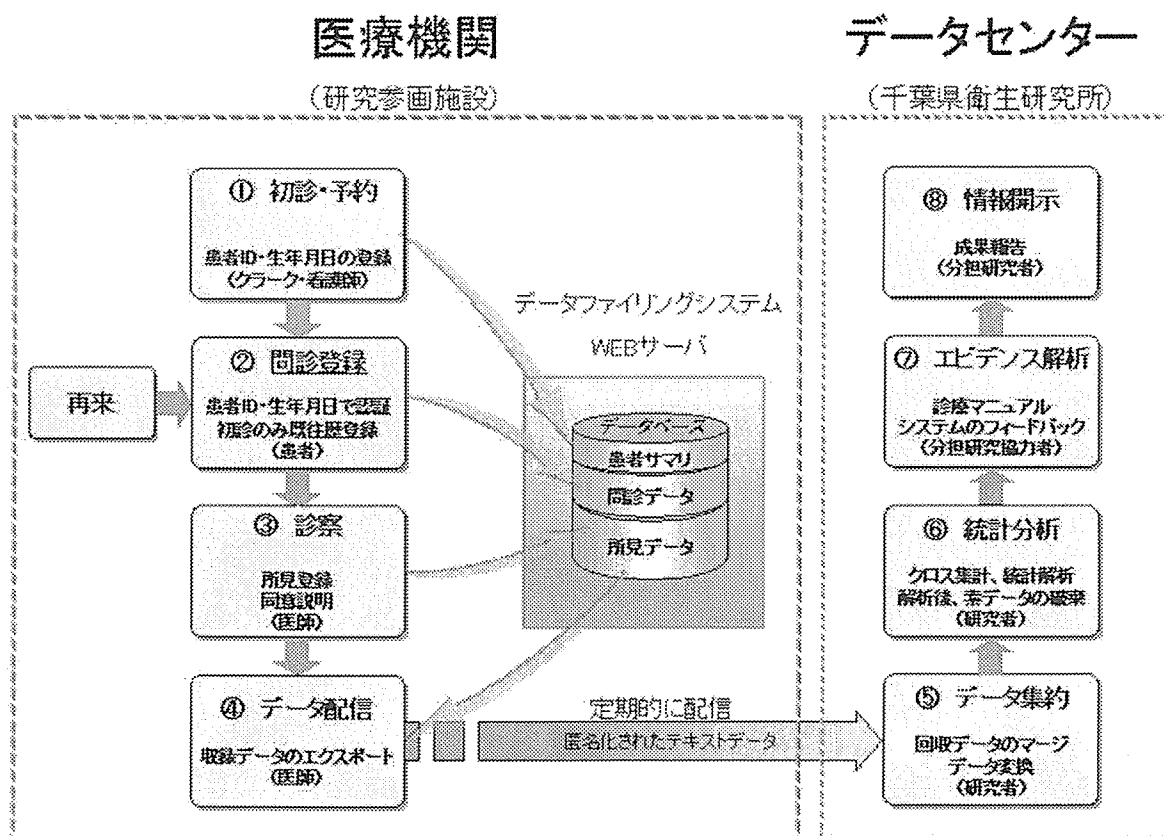 医療機関
(研究参画施設)
① 初診・予約
患者ID・生年月日の登録
(クラーク・看護師)
再来
② 問診登録
患者ID・生年月日で認証
初診のみ既往歴登録
(患者)
③ 診察
所見登録
同意説明
(医師)
④ データ配信
収録データのエクスポート
(医師)
データファイリングシステム
WEBサーバ
データベース
患者サマリ
問診データ
所見データ
定期的に配信
匿名化されたテキストデータ
データセンター
(千葉県衛生研究所)
⑧ 情報開示
成果報告
(分担研究者)
⑦ エビデンス解析
診療マニュアル
システムのフィードバック
(分担研究協力者)
⑥ 統計分析
クロス集計、統計解析
解析後、素データの破棄
(研究者)
⑤ データ集約
回収データのマージ
データ変換
(研究者)